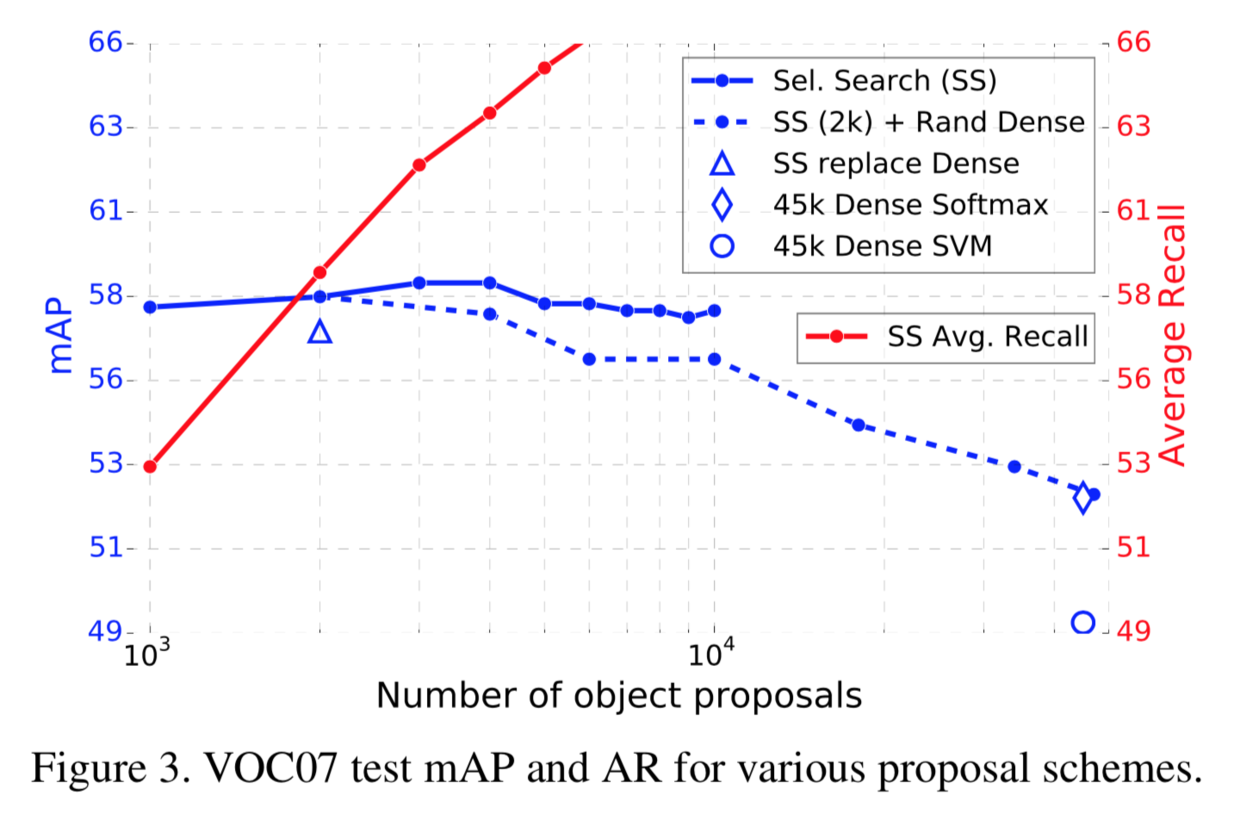 66
63
61
58
56
53
51
49
mAP
66
63
61
58
56
53
51
49
Average Recall
Sel. Search (SS)
SS (2k) + Rand Dense
SS replace Dense
45k Dense Softmax
45k Dense SVM
SS Avg. Recall
10³
10⁴
Number of object proposals
Figure 3. VOC07 test mAP and AR for various proposal schemes.